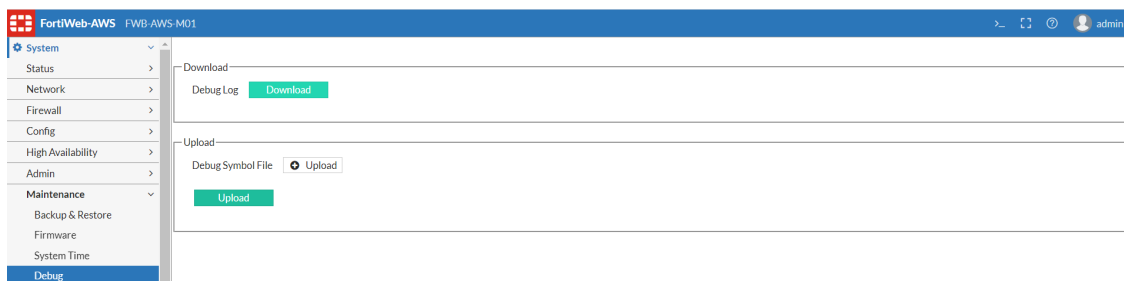 FortiWeb-AWS FWB-AWS-M01 >_ admin
System
Status
Network
Firewall
Config
High Availability
Admin
Maintenance
Backup & Restore
Firmware
System Time
Debug
Download
Debug Log Download
Upload
Debug Symbol File Upload
Upload